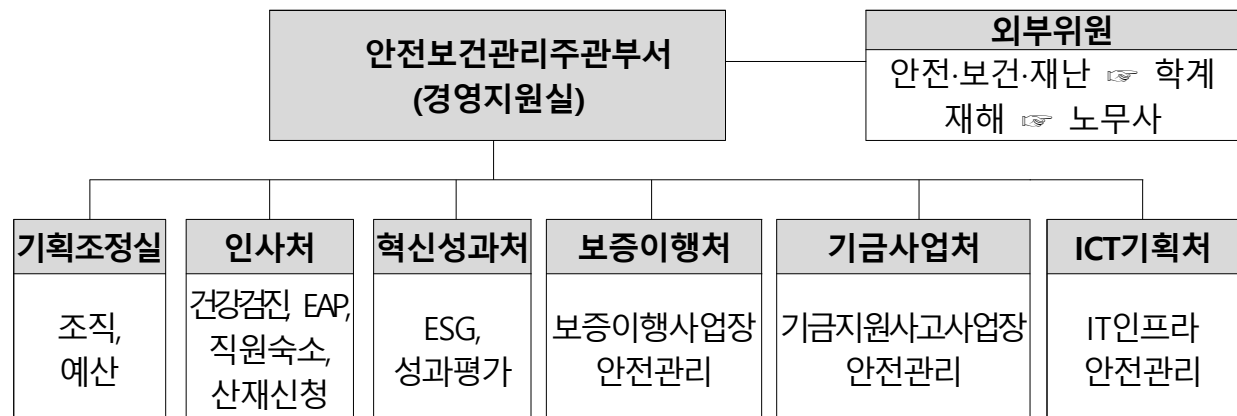 안전보건관리주관부서
(경영지원실)
외부위원
안전·보건·재난 ☞ 학계
재해 ☞ 노무사
기획조정실
조직,
예산
인사처
건강검진, EAP,
직원숙소,
산재신청
혁신성과처
ESG,
성과평가
보증이행처
보증이행사업장
안전관리
기금사업처
기금지원사고사업장
안전관리
ICT기획처
IT인프라
안전관리